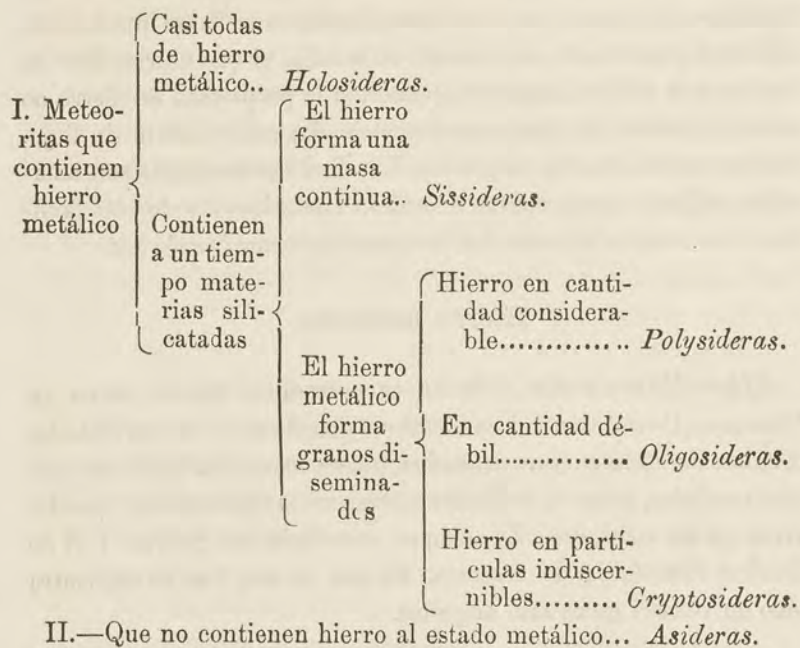 Casi todas
de hierro
metálico.. Holosideras.
I. Meteo-
ritas que
contienen
hierro
metálico
El hierro
forma una
masa
contínua.. Sissideras.
Contienen
a un tiem-
po mate-
rias sili-
catadas
Hierro en canti-
dad considera-
ble............. Polysideras.
El hierro
metálico
forma
granos di-
semina-
dos
En cantidad dé-
bil................ Oligosideras.
Hierro en partí-
culas indiscer-
nibles......... Cryptosideras.
II.—Que no contienen hierro al estado metálico... Asideras.